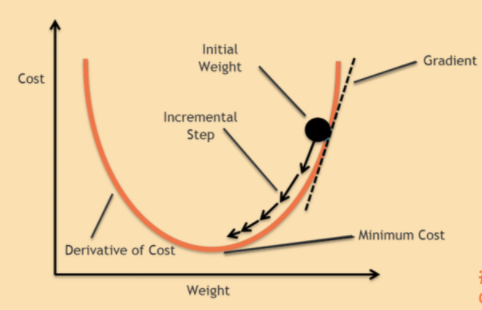 Initial
Weight
Gradient
Cost
Incremental
Step
Minimum Cost
Derivative of Cost
Weight